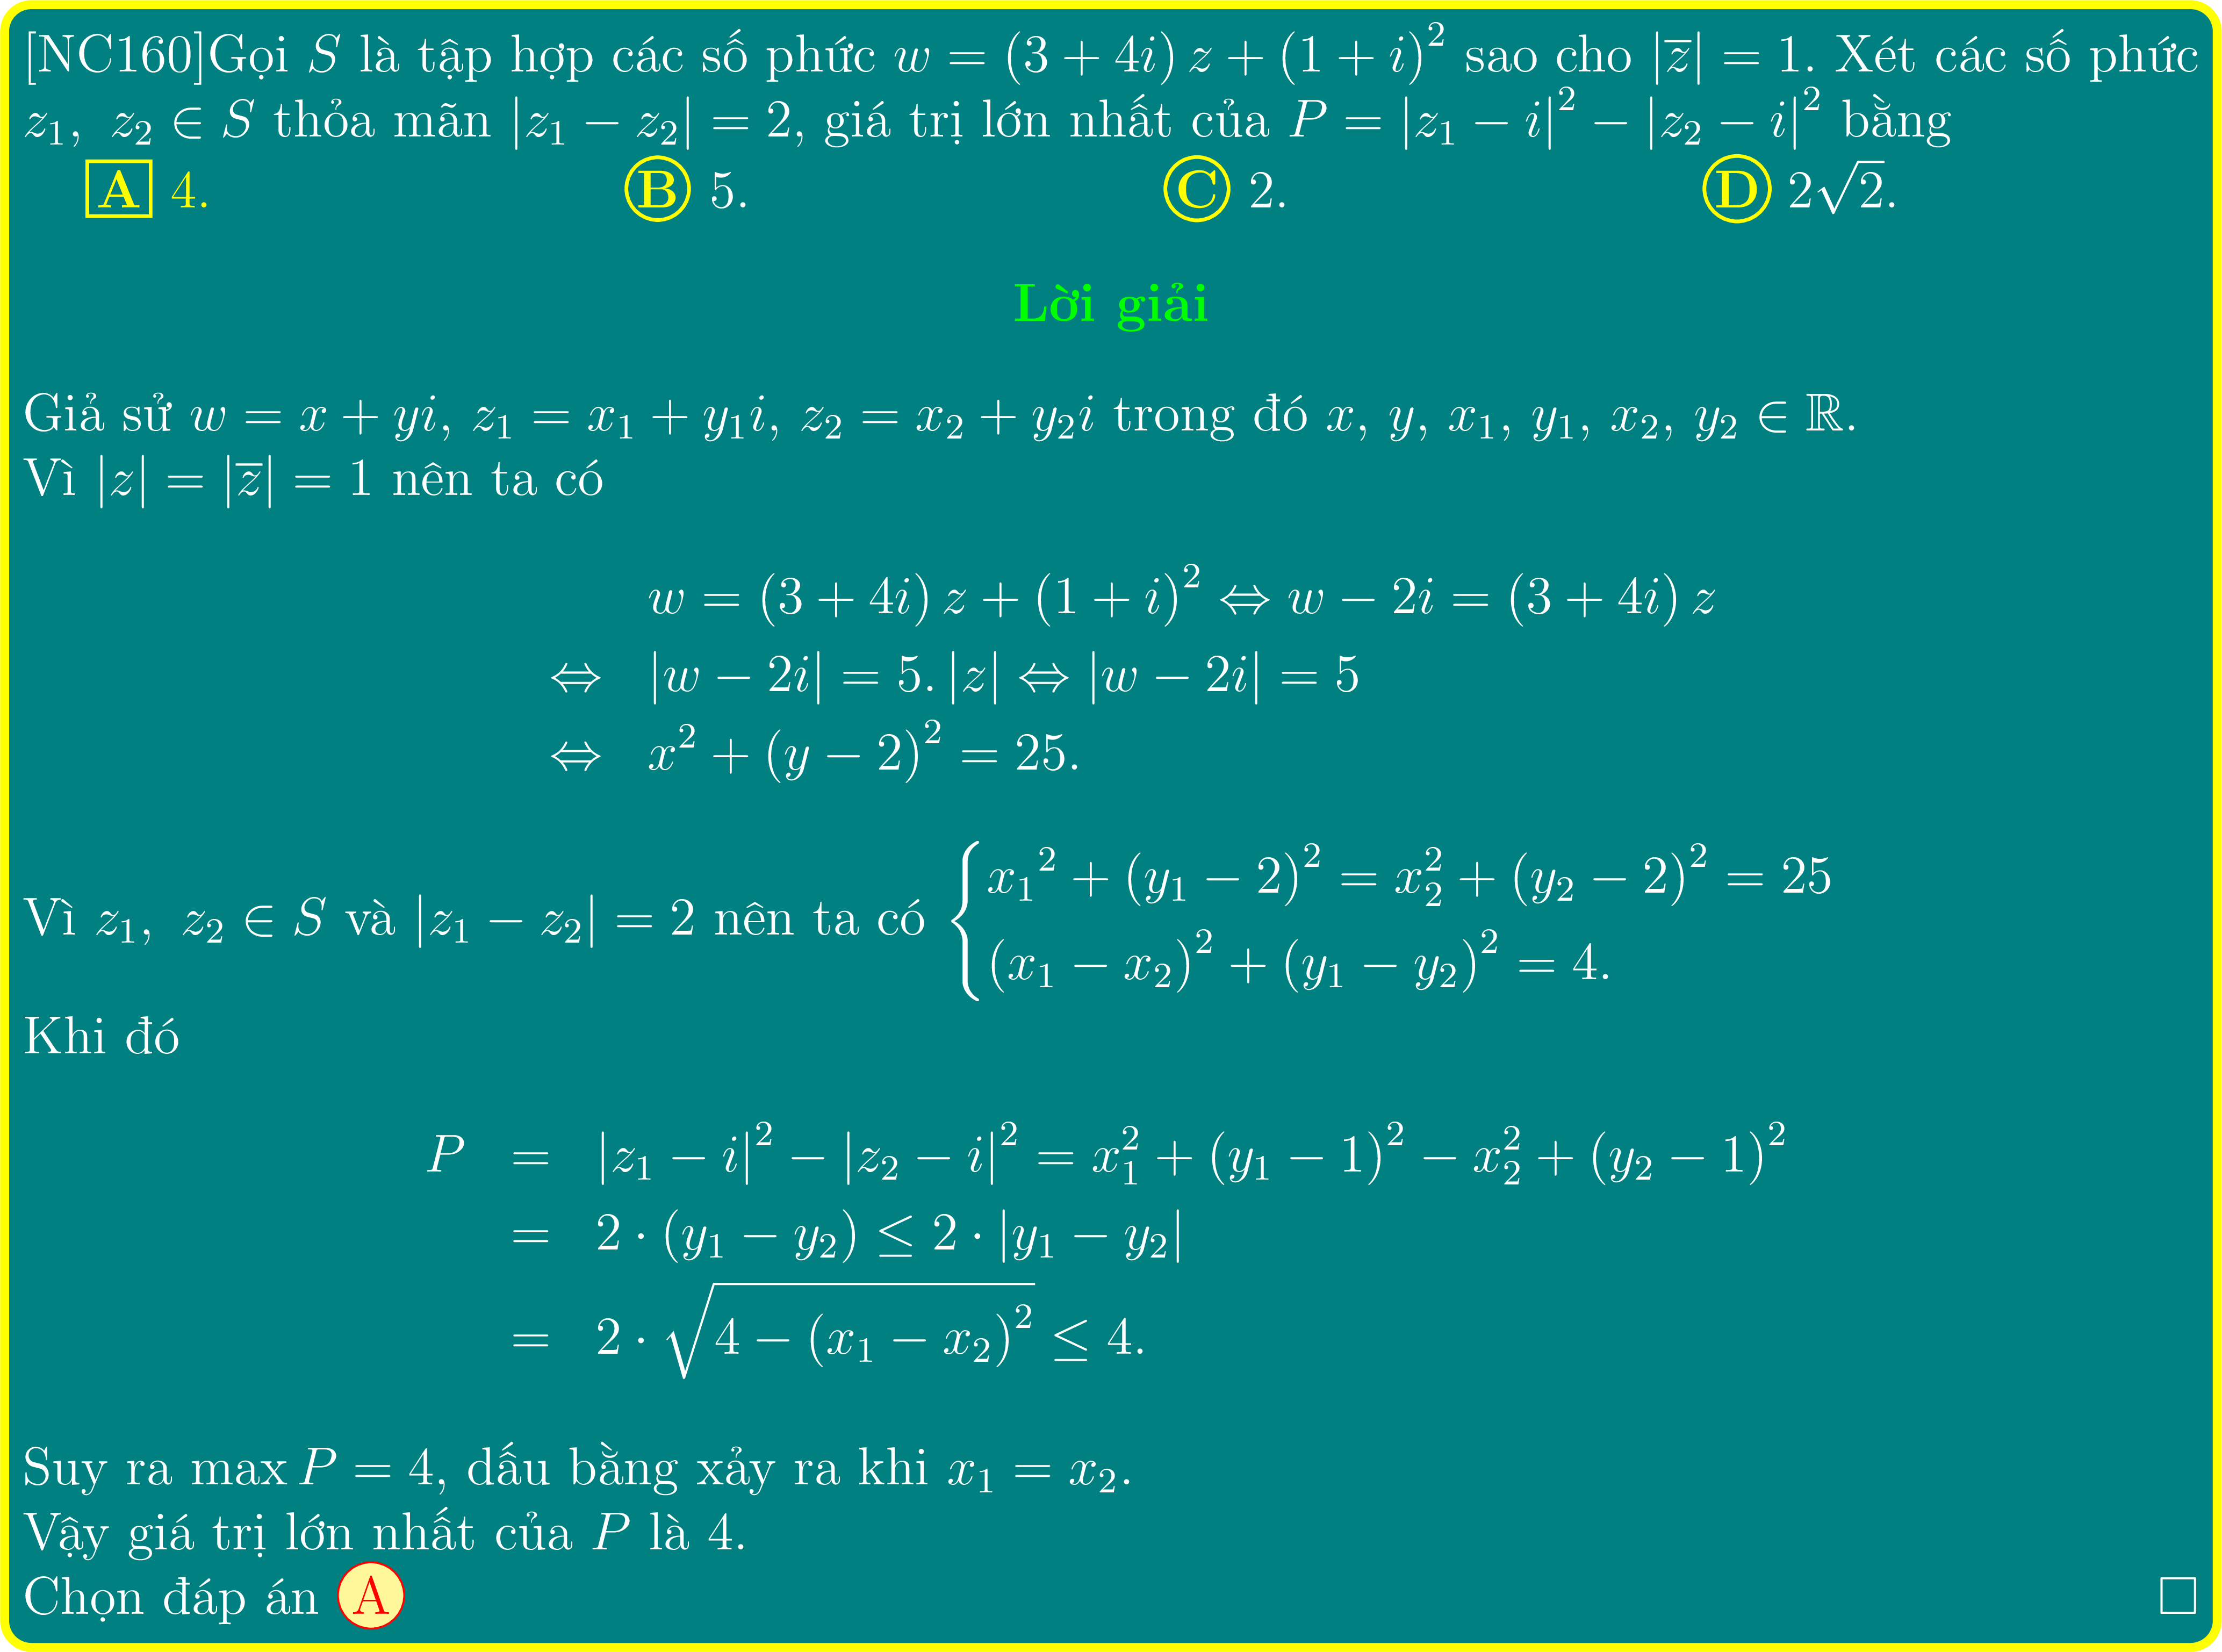 [NC160]Gọi $S$ là tập hợp các số phức $w = (3 + 4i) z + (1 + i)^2$ sao cho $|\overline{z}| = 1$. Xét các số phức
$z_1, z_2 \in S$ thỏa mãn $|z_1 - z_2| = 2$, giá trị lớn nhất của $P = |z_1 - i|^2 - |z_2 - i|^2$ bằng
A 4. B 5. C 2. D $2\sqrt{2}$.
Lời giải
Giả sử $w = x + yi$, $z_1 = x_1 + y_1i$, $z_2 = x_2 + y_2i$ trong đó $x, y, x_1, y_1, x_2, y_2 \in \mathbb{R}$.
Vì $|z| = |\overline{z}| = 1$ nên ta có
$w = (3 + 4i) z + (1 + i)^2 \Leftrightarrow w - 2i = (3 + 4i) z$
$\Leftrightarrow |w - 2i| = 5. |z| \Leftrightarrow |w - 2i| = 5$
$\Leftrightarrow x^2 + (y - 2)^2 = 25.$
Vì $z_1, z_2 \in S$ và $|z_1 - z_2| = 2$ nên ta có $\begin{cases} {x_1}^2 + (y_1 - 2)^2 = x_2^2 + (y_2 - 2)^2 = 25 \\ (x_1 - x_2)^2 + (y_1 - y_2)^2 = 4. \end{cases}$
Khi đó
$P = |z_1 - i|^2 - |z_2 - i|^2 = x_1^2 + (y_1 - 1)^2 - x_2^2 + (y_2 - 1)^2$
$= 2 \cdot (y_1 - y_2) \leq 2 \cdot |y_1 - y_2|$
$= 2 \cdot \sqrt{4 - (x_1 - x_2)^2} \leq 4.$
Suy ra $\max P = 4$, dấu bằng xảy ra khi $x_1 = x_2$.
Vậy giá trị lớn nhất của $P$ là 4.
Chọn đáp án A □